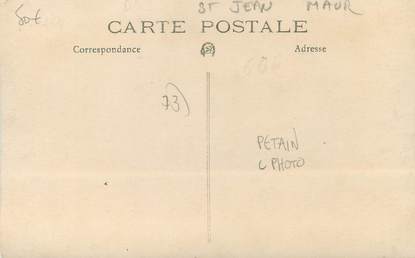 50€
ST JEAN MAUR
CARTE POSTALE
Correspondance
Adresse
73)
PETAIN
C PHOTO